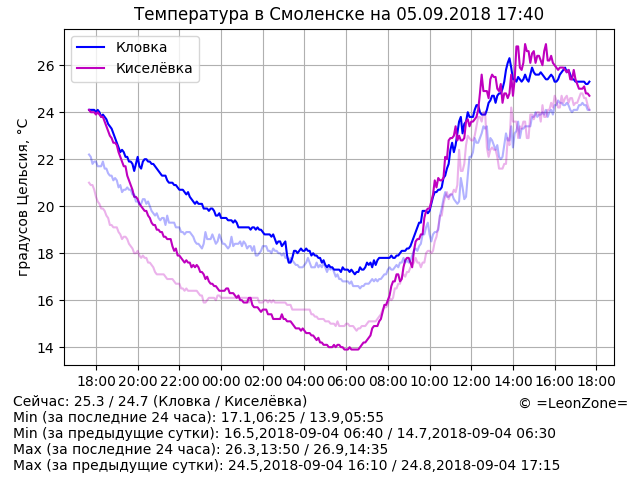 Температура в Смоленске на 05.09.2018 17:40
Кловка
Киселёвка
градусов Цельсия, °C
26
24
22
20
18
16
14
18:00 20:00 22:00 00:00 02:00 04:00 06:00 08:00 10:00 12:00 14:00 16:00 18:00
Сейчас: 25.3 / 24.7 (Кловка / Киселёвка)
© =LeonZone=
Min (за последние 24 часа): 17.1,06:25 / 13.9,05:55
Min (за предыдущие сутки): 16.5,2018-09-04 06:40 / 14.7,2018-09-04 06:30
Max (за последние 24 часа): 26.3,13:50 / 26.9,14:35
Max (за предыдущие сутки): 24.5,2018-09-04 16:10 / 24.8,2018-09-04 17:15